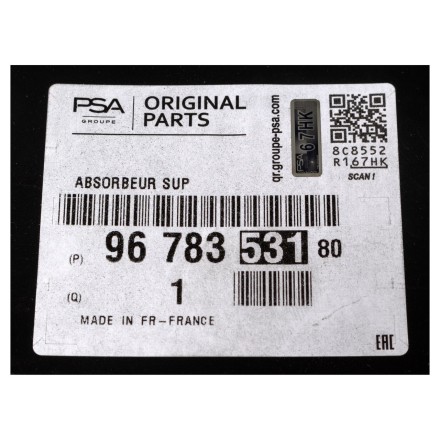 PSA
GROUPE
ORIGINAL
PARTS
qr.groupe-psa.com
PSA 67HK
8C8552
R167HK
SCAN!
ABSORBEUR SUP
(P) 96 783 531 80
(Q) 1
MADE IN FR-FRANCE
EAC